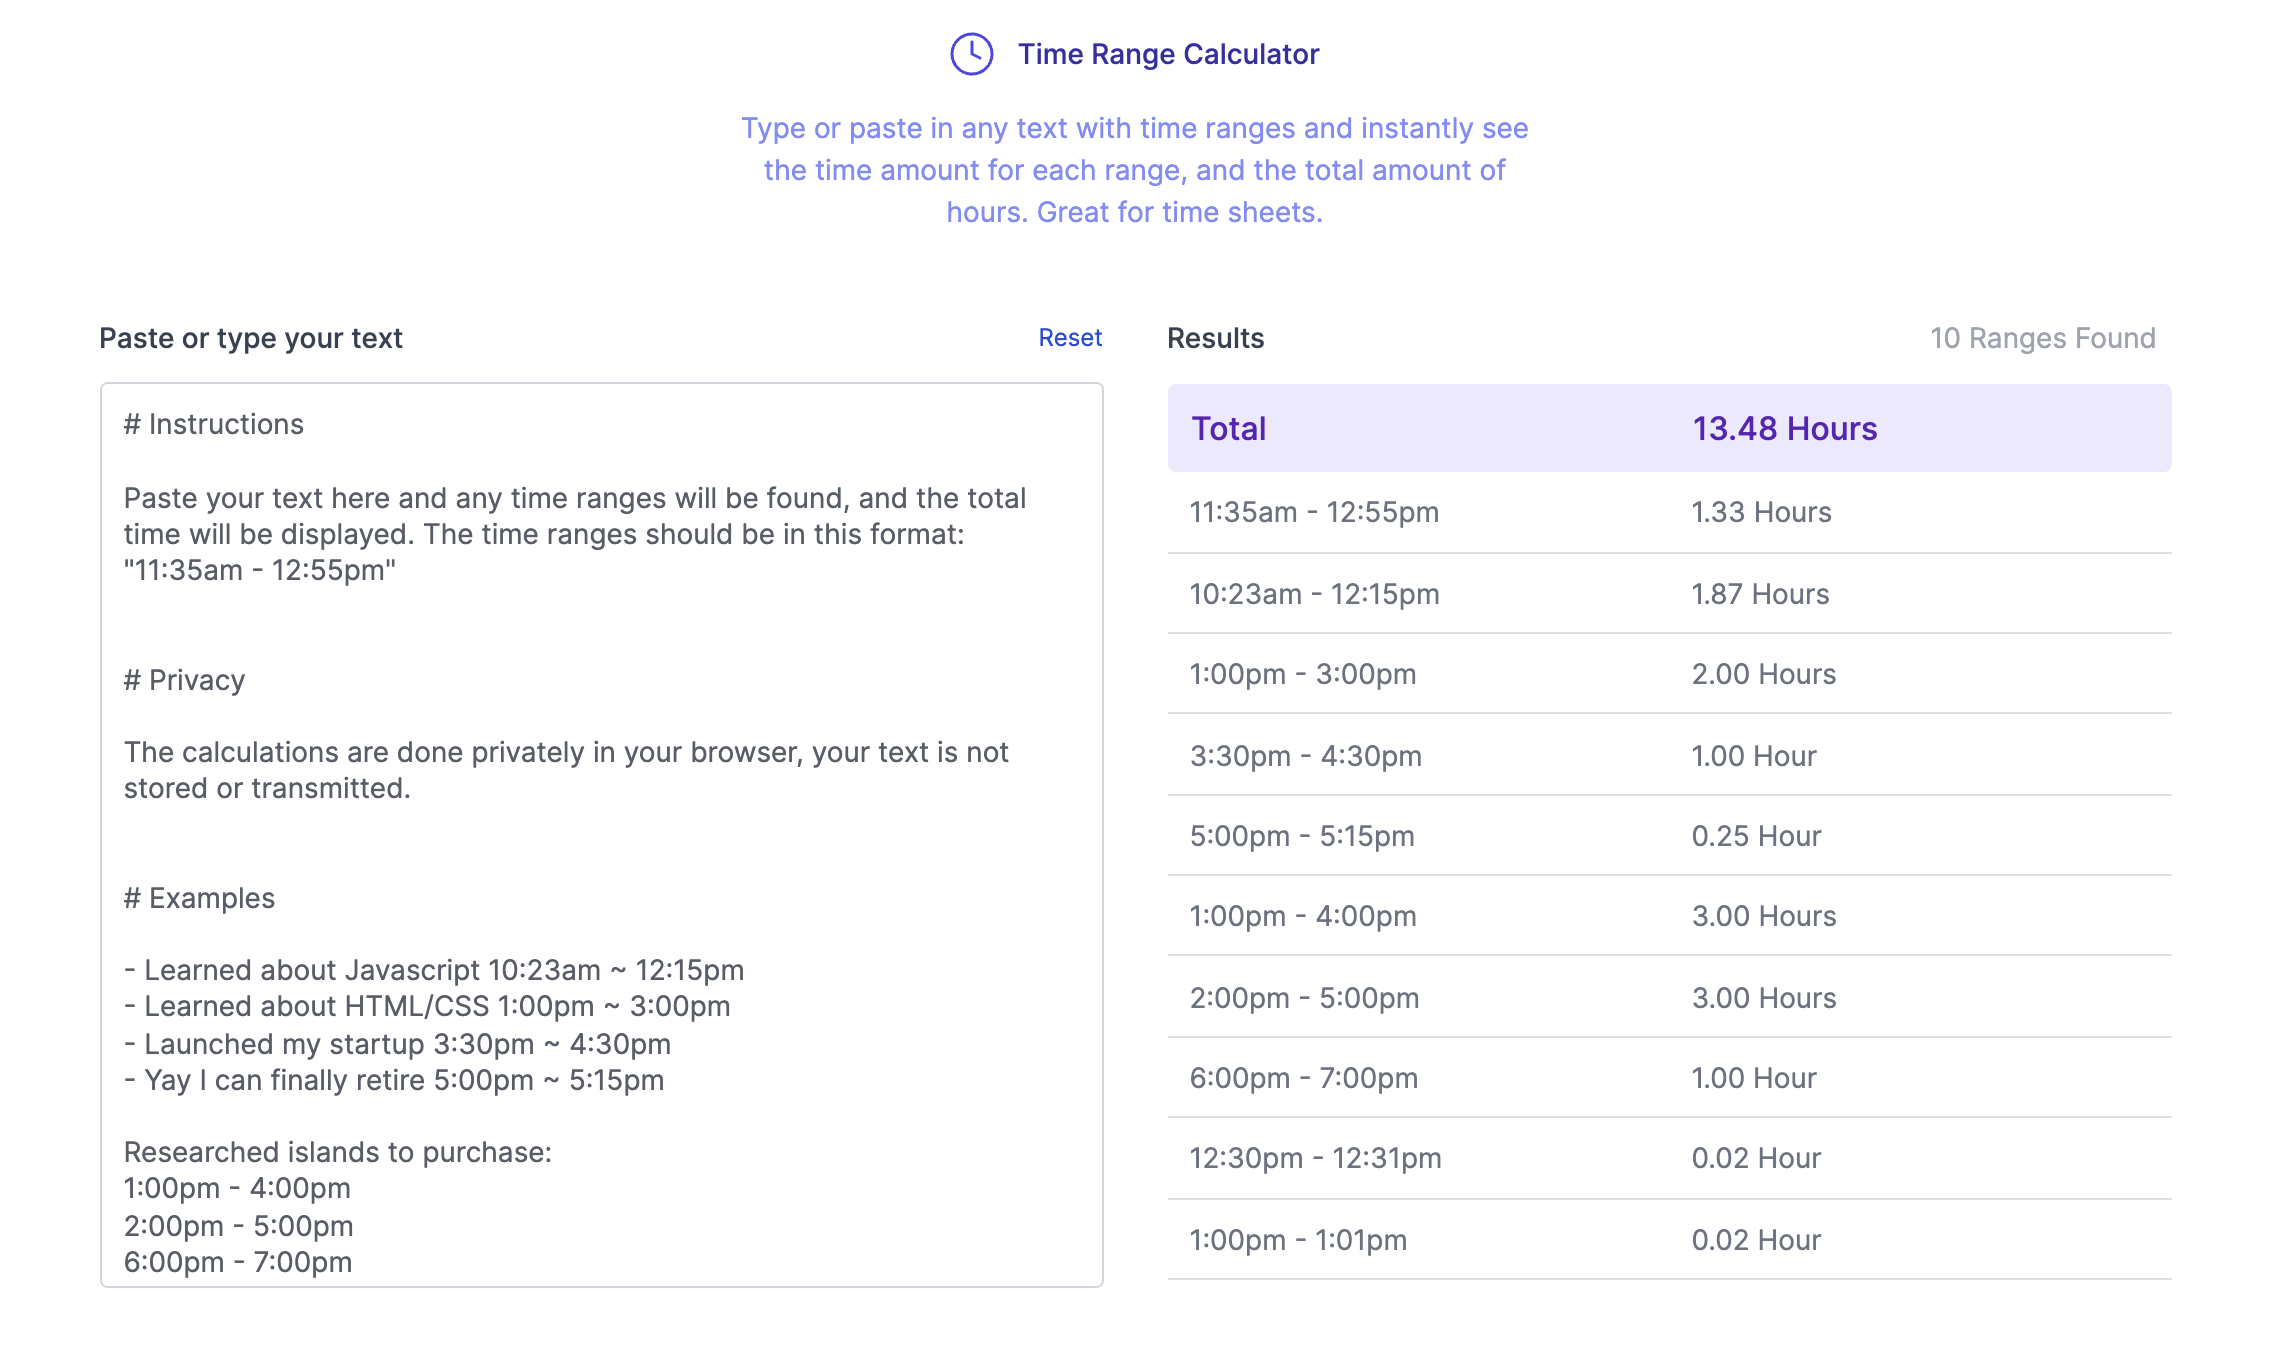 Time Range Calculator
Type or paste in any text with time ranges and instantly see
the time amount for each range, and the total amount of
hours. Great for time sheets.
Paste or type your text
Reset
# Instructions
Paste your text here and any time ranges will be found, and the total
time will be displayed. The time ranges should be in this format:
"11:35am - 12:55pm"
# Privacy
The calculations are done privately in your browser, your text is not
stored or transmitted.
# Examples
- Learned about Javascript 10:23am ~ 12:15pm
- Learned about HTML/CSS 1:00pm ~ 3:00pm
- Launched my startup 3:30pm ~ 4:30pm
- Yay I can finally retire 5:00pm ~ 5:15pm
Researched islands to purchase:
1:00pm - 4:00pm
2:00pm - 5:00pm
6:00pm - 7:00pm
Results
10 Ranges Found
Total 13.48 Hours
11:35am - 12:55pm 1.33 Hours
10:23am - 12:15pm 1.87 Hours
1:00pm - 3:00pm 2.00 Hours
3:30pm - 4:30pm 1.00 Hour
5:00pm - 5:15pm 0.25 Hour
1:00pm - 4:00pm 3.00 Hours
2:00pm - 5:00pm 3.00 Hours
6:00pm - 7:00pm 1.00 Hour
12:30pm - 12:31pm 0.02 Hour
1:00pm - 1:01pm 0.02 Hour